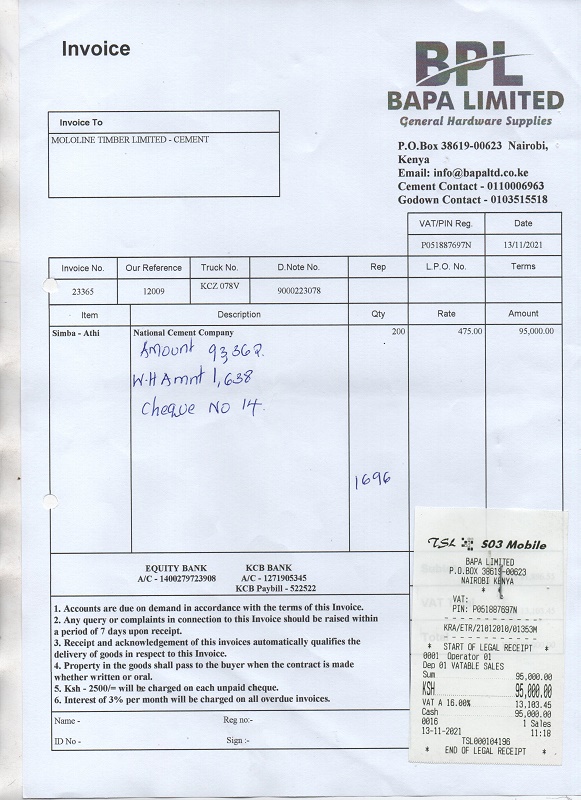 Invoice
BPL
BAPA LIMITED
General Hardware Supplies
Invoice To
MOLOLINE TIMBER LIMITED - CEMENT
P.O.Box 38619-00623 Nairobi,
Kenya
Email: info@bapaltd.co.ke
Cement Contact - 0110006963
Godown Contact - 0103515518
VAT/PIN Reg. Date
P051887697N 13/11/2021
Invoice No. Our Reference Truck No. D.Note No. Rep L.P.O. No. Terms
23365 12009 KCZ 078V 9000223078
Item Description Qty Rate Amount
Simba - Athi National Cement Company 200 475.00 95,000.00
Amount 93,362.
W.H Amnt 1,638
Cheque No 14.
1696
EQUITY BANK KCB BANK
A/C - 1400279723908 A/C - 1271905345
KCB Paybill - 522522
1. Accounts are due on demand in accordance with the terms of this Invoice.
2. Any query or complaints in connection to this Invoice should be raised within
a period of 7 days upon receipt.
3. Receipt and acknowledgement of this invoices automatically qualifies the
delivery of goods in respect to this Invoice.
4. Property in the goods shall pass to the buyer when the contract is made
whether written or oral.
5. Ksh - 2500/= will be charged on each unpaid cheque.
6. Interest of 3% per month will be charged on all overdue invoices.
Name - Reg no:-
ID No - Sign :-
TSL S03 Mobile
BAPA LIMITED
P.O.BOX 38619-00623
NAIROBI KENYA
*
VAT:
PIN: P051887697N
KRA/ETR/21012010/01353M
* START OF LEGAL RECEIPT *
0001 Operator 01
Dep 01 VATABLE SALES
Sum 95,000.00
KSH 95,000.00
VAT A 16.00% 13,103.45
Cash 95,000.00
0016 1 Sales
13-11-2021 11:18
TSL000104196
* END OF LEGAL RECEIPT *